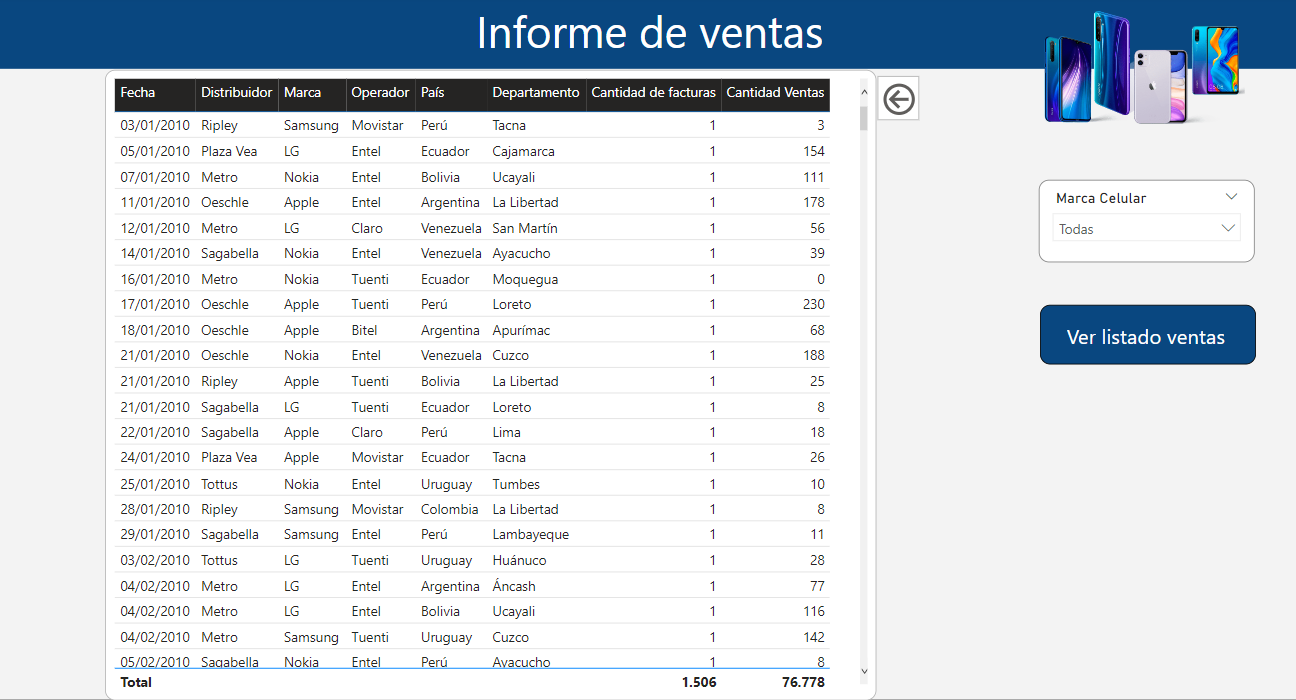 Informe de ventas
Fecha Distribuidor Marca Operador País Departamento Cantidad de facturas Cantidad Ventas
03/01/2010 Ripley Samsung Movistar Perú Tacna 1 3
05/01/2010 Plaza Vea LG Entel Ecuador Cajamarca 1 154
07/01/2010 Metro Nokia Entel Bolivia Ucayali 1 111
11/01/2010 Oeschle Apple Entel Argentina La Libertad 1 178
12/01/2010 Metro LG Claro Venezuela San Martín 1 56
14/01/2010 Sagabella Nokia Entel Venezuela Ayacucho 1 39
16/01/2010 Metro Nokia Tuenti Ecuador Moquegua 1 0
17/01/2010 Oeschle Apple Tuenti Perú Loreto 1 230
18/01/2010 Oeschle Apple Bitel Argentina Apurímac 1 68
21/01/2010 Oeschle Nokia Entel Venezuela Cuzco 1 188
21/01/2010 Ripley Apple Tuenti Bolivia La Libertad 1 25
21/01/2010 Sagabella LG Tuenti Ecuador Loreto 1 8
22/01/2010 Sagabella Apple Claro Perú Lima 1 18
24/01/2010 Plaza Vea Apple Movistar Ecuador Tacna 1 26
25/01/2010 Tottus Nokia Entel Uruguay Tumbes 1 10
28/01/2010 Ripley Samsung Movistar Colombia La Libertad 1 8
29/01/2010 Sagabella Samsung Entel Perú Lambayeque 1 11
03/02/2010 Tottus LG Tuenti Uruguay Huánuco 1 28
04/02/2010 Metro LG Entel Argentina Áncash 1 77
04/02/2010 Metro LG Entel Bolivia Ucayali 1 116
04/02/2010 Metro Samsung Tuenti Uruguay Cuzco 1 142
05/02/2010 Sagabella Nokia Entel Perú Ayacucho 1 8
Total 1.506 76.778
Marca Celular
Todas
Ver listado ventas